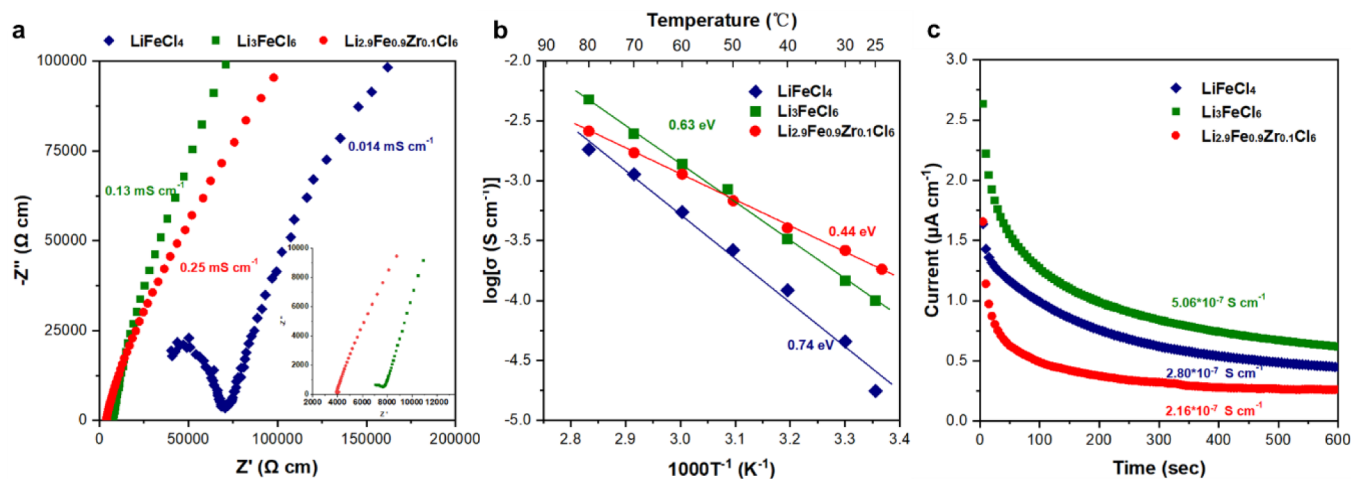 a
LiFeCl₄ Li₃FeCl₆ Li₂.₉Fe₀.₉Zr₀.₁Cl₆
100000
75000
50000
25000
0
-Z'' (Ω cm)
0.13 mS cm⁻¹
0.25 mS cm⁻¹
0.014 mS cm⁻¹
10000
8000
6000
4000
2000
0
-Z''
2000 4000 6000 8000 10000 12000
Z'
0 50000 100000 150000 200000
Z' (Ω cm)
b
Temperature (℃)
90 80 70 60 50 40 30 25
-2.0
-2.5
-3.0
-3.5
-4.0
-4.5
-5.0
log[σ (S cm⁻¹)]
LiFeCl₄
Li₃FeCl₆
Li₂.₉Fe₀.₉Zr₀.₁Cl₆
0.63 eV
0.44 eV
0.74 eV
2.8 2.9 3.0 3.1 3.2 3.3 3.4
1000T⁻¹ (K⁻¹)
c
3.0
2.5
2.0
1.5
1.0
0.5
0.0
Current (μA cm⁻¹)
LiFeCl₄
Li₃FeCl₆
Li₂.₉Fe₀.₉Zr₀.₁Cl₆
5.06*10⁻⁷ S cm⁻¹
2.80*10⁻⁷ S cm⁻¹
2.16*10⁻⁷ S cm⁻¹
0 100 200 300 400 500 600
Time (sec)